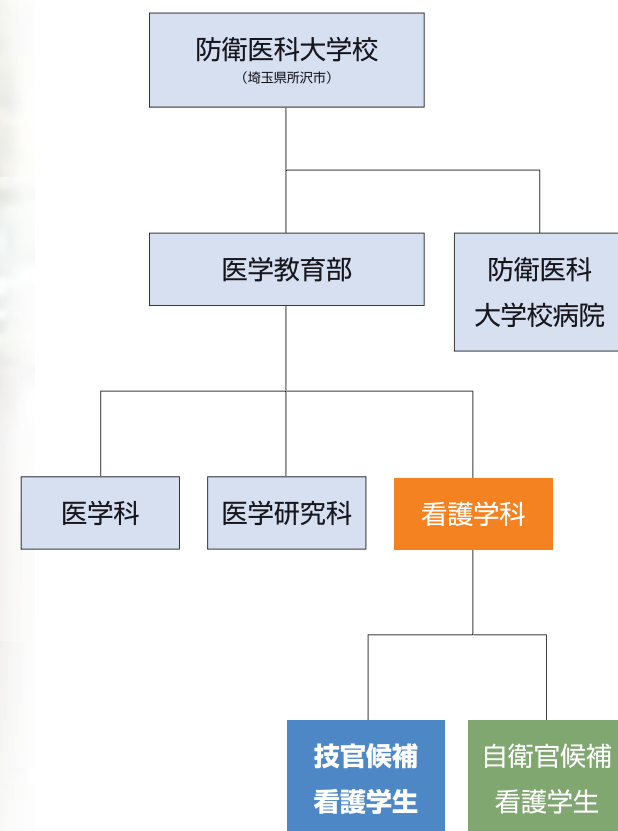 防衛医科大学校
（埼玉県所沢市）
医学教育部
防衛医科
大学校病院
医学科
医学研究科
看護学科
技官候補
看護学生
自衛官候補
看護学生